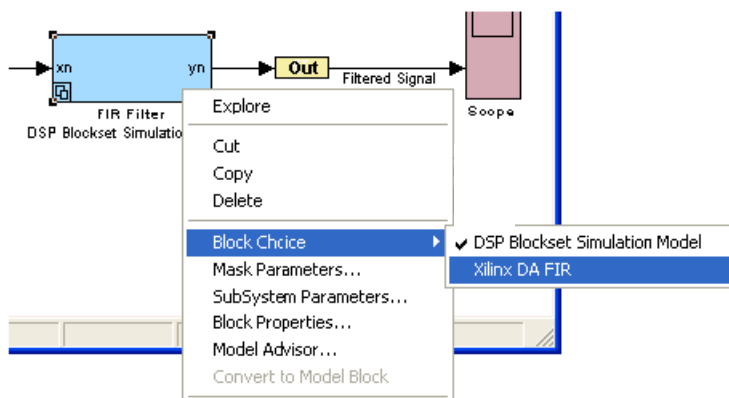 xn
yn
Out
Filtered Signal
FIR Filter
DSP Blockset Simulatio
Scope
Explore
Cut
Copy
Delete
Block Choice
DSP Blockset Simulation Model
Xilinx DA FIR
Mask Parameters...
SubSystem Parameters...
Block Properties...
Model Advisor...
Convert to Model Block